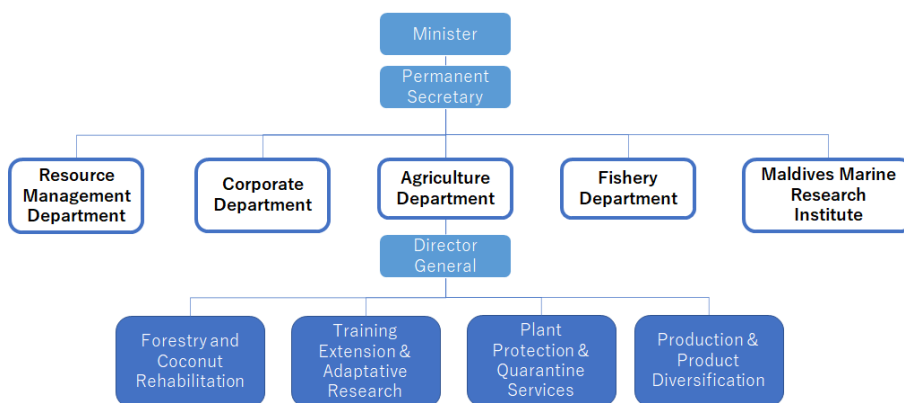 Minister
Permanent
Secretary
Resource
Management
Department
Corporate
Department
Agriculture
Department
Fishery
Department
Maldives Marine
Research
Institute
Director
General
Forestry and
Coconut
Rehabilitation
Training
Extension &
Adaptative
Research
Plant
Protection &
Quarantine
Services
Production &
Product
Diversification